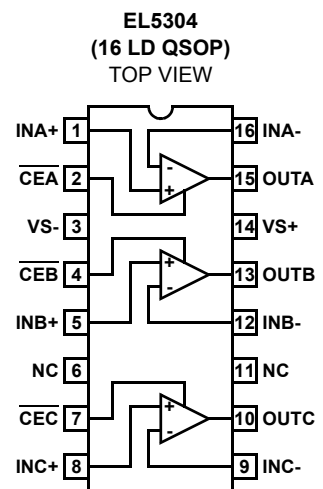 EL5304
(16 LD QSOP)
TOP VIEW
INA+ 1 16 INA-
- +
CEA 2 15 OUTA
VS- 3 14 VS+
CEB 4 + - 13 OUTB
INB+ 5 12 INB-
NC 6 11 NC
CEC 7 + - 10 OUTC
INC+ 8 9 INC-